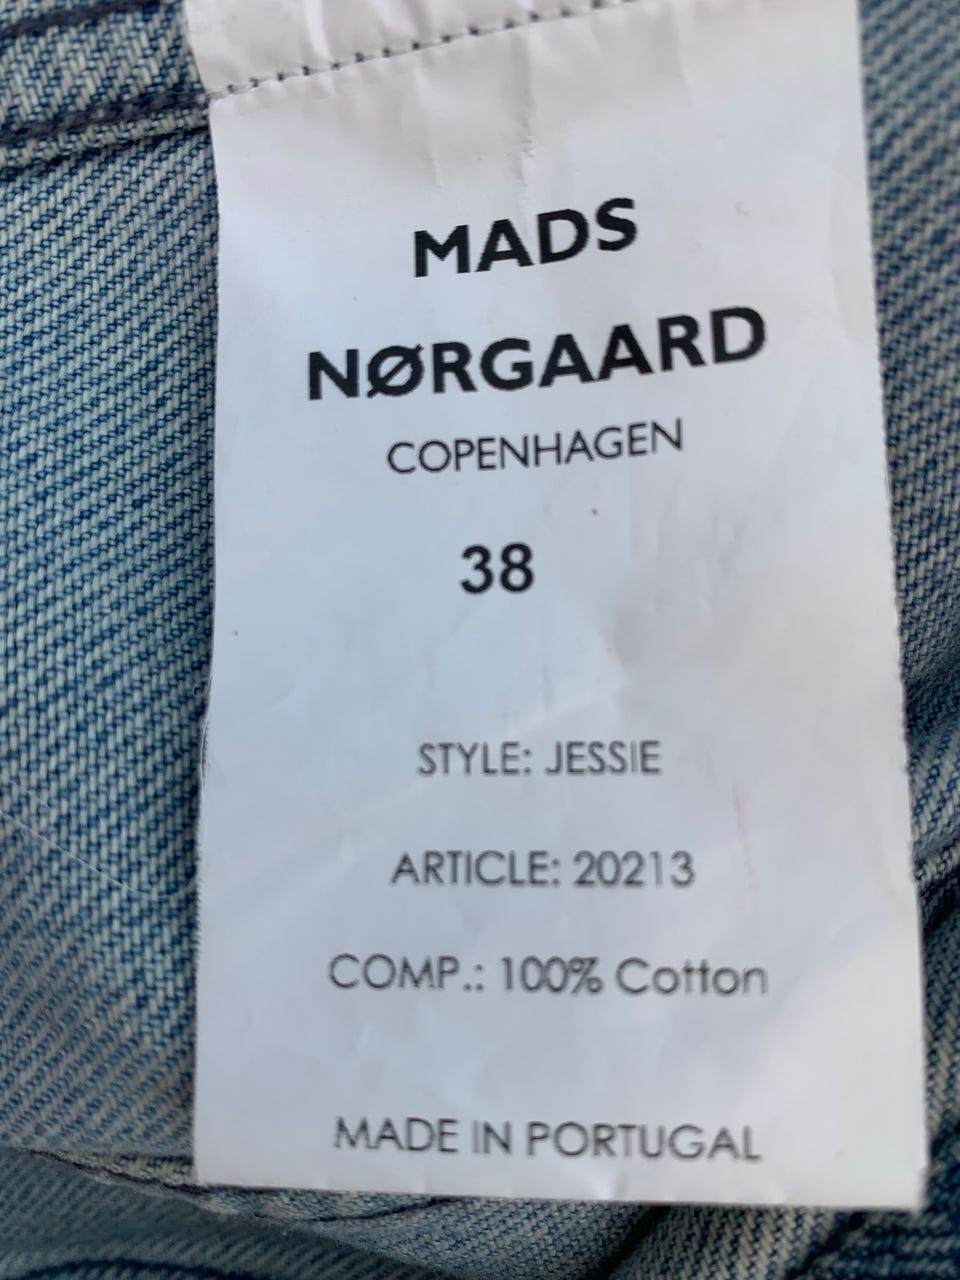 MADS
NØRGAARD
COPENHAGEN
38
STYLE: JESSIE
ARTICLE: 20213
COMP.: 100% Cotton
MADE IN PORTUGAL